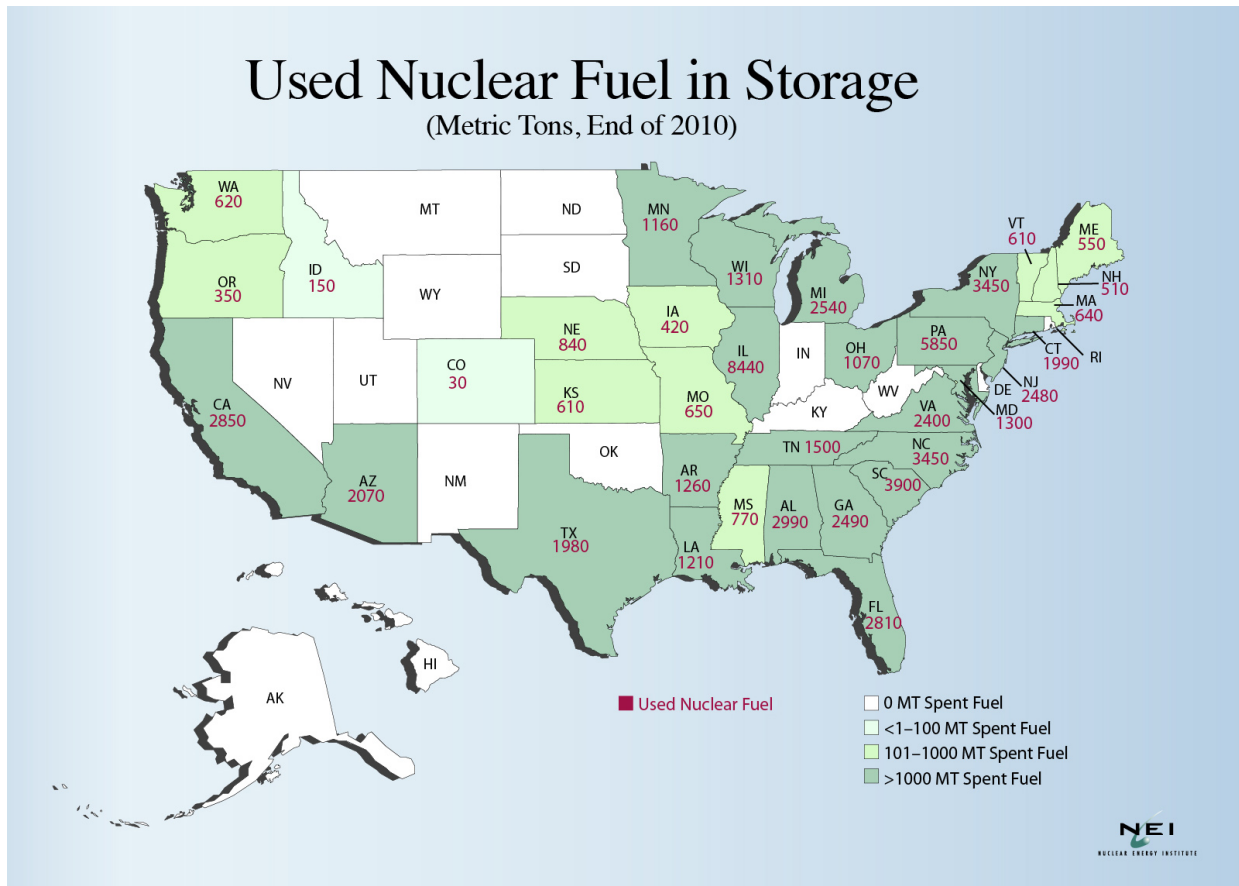 Used Nuclear Fuel in Storage
(Metric Tons, End of 2010)
WA
620
MT
ND
MN
1160
VT
610
ME
550
OR
350
ID
150
SD
WI
1310
MI
2540
NY
3450
NH
510
MA
640
WY
IA
420
NE
840
IL
8440
IN
OH
1070
PA
5850
CT
1990
RI
NV
UT
CO
30
KS
610
MO
650
KY
WV
VA
2400
DE
NJ
2480
MD
1300
CA
2850
AZ
2070
NM
OK
AR
1260
TN 1500
NC
3450
SC
3900
TX
1980
LA
1210
MS
770
AL
2990
GA
2490
FL
2810
HI
AK
Used Nuclear Fuel
0 MT Spent Fuel
<1–100 MT Spent Fuel
101–1000 MT Spent Fuel
>1000 MT Spent Fuel
NEI
NUCLEAR ENERGY INSTITUTE